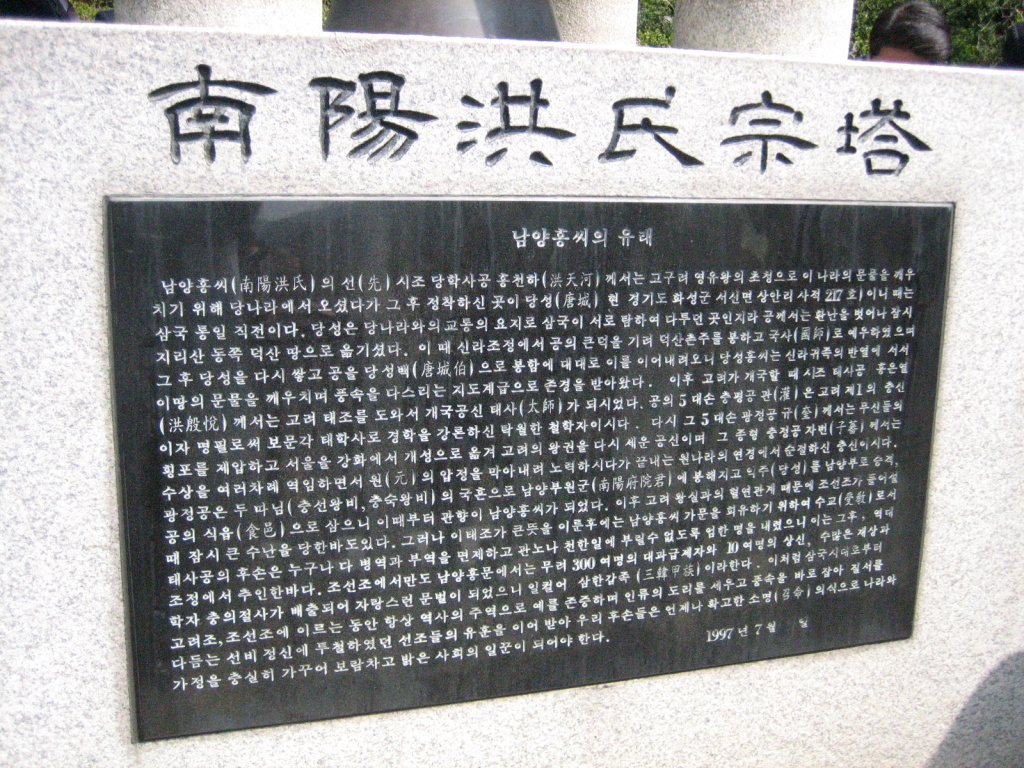 南陽洪氏宗塔
남양홍씨의 유래
남양홍씨(南陽洪氏)의 선(先)시조 당학사공 홍천하(洪天河)께서는 고구려 영유왕의 초청으로 이 나라의 문물을 깨우
치기 위해 당나라에서 오셨다가 그 후 정착하신 곳이 당성(唐城) 현 경기도 화성군 서신면 상안리 사적 217호)이니 때는
삼국 통일 직전이다. 당성은 당나라와의 교통의 요지로 삼국이 서로 탐하여 다투던 곳인지라 공께서는 환난을 벗어나 잠시
지리산 동쪽 덕산 땅으로 옮기셨다. 이 때 신라조정에서 공의 큰덕을 기려 덕산촌주를 봉하고 국사(國師)로 예우하였으며
그 후 당성을 다시 쌓고 공을 당성백(唐城伯)으로 봉함에 대대로 이를 이어내려오니 당성홍씨는 신라귀족의 반열에 서서
이땅의 문물을 깨우치며 풍속을 다스리는 지도계급으로 존경을 받아왔다. 이후 고려가 개국할 때 시조 태사공 홍은열
(洪殷悅)께서는 고려 태조를 도와서 개국공신 태사(太師)가 되시었다. 공의 5대손 충평공 관(灌)은 고려 제1의 충신
이자 명필로써 보문각 태학사로 경학을 강론하신 탁월한 철학자이시다. 다시 그 5대손 광정공 규(奎)께서는 무신들의
횡포를 제압하고 서울을 강화에서 개성으로 옮겨 고려의 왕권을 다시 세운 공신이며 그 종형 충정공 자번(子藩)께서는
수상을 여러차례 역임하면서 원(元)의 압정을 막아내려 노력하시다가 끝내는 원나라의 연경에서 순절하신 충신이시다.
광정공은 두 따님(충선왕비,충숙왕비)의 국혼으로 남양부원군(南陽府院君)에 봉해지고 익주(당성)를 남양부로 승격,
공의 식읍(食邑)으로 삼으니 이때부터 관향이 남양홍씨가 되었다. 이후 고려 왕실과의 혈연관계 때문에 조선조가 들어설
때 잠시 큰 수난을 당한바도있다. 그러나 이태조가 큰뜻을 이룬후에는 남양홍씨 가문을 회유하기 위하여 수교(受敎)로서
태사공의 후손은 누구나 다 병역과 부역을 면제하고 관노나 천한일에 부릴수 없도록 엄한 명을 내렸으니 이는 그후, 역대
조정에서 추인한바다. 조선조에서만도 남양홍문에서는 무려 300여명의 대과급제자와 10여명의 상신, 수많은 재상과
학자 충의절사가 배출되어 자랑스런 문벌이 되었으니 일컬어 삼한갑족(三韓甲族)이라한다. 이처럼 삼국시대로부터
고려조,조선조에 이르는 동안 항상 역사의 주역으로 예를 존중하며 인류의 도리를 세우고 풍속을 바로 잡아 질서를
다듬는 선비 정신에 투철하였던 선조들의 유훈을 이어 받아 우리 후손들은 언제나 확고한 소명(召命)의식으로 나라와
가정을 충실히 가꾸어 보람차고 밝은 사회의 일꾼이 되어야 한다.
1997년 7월 일